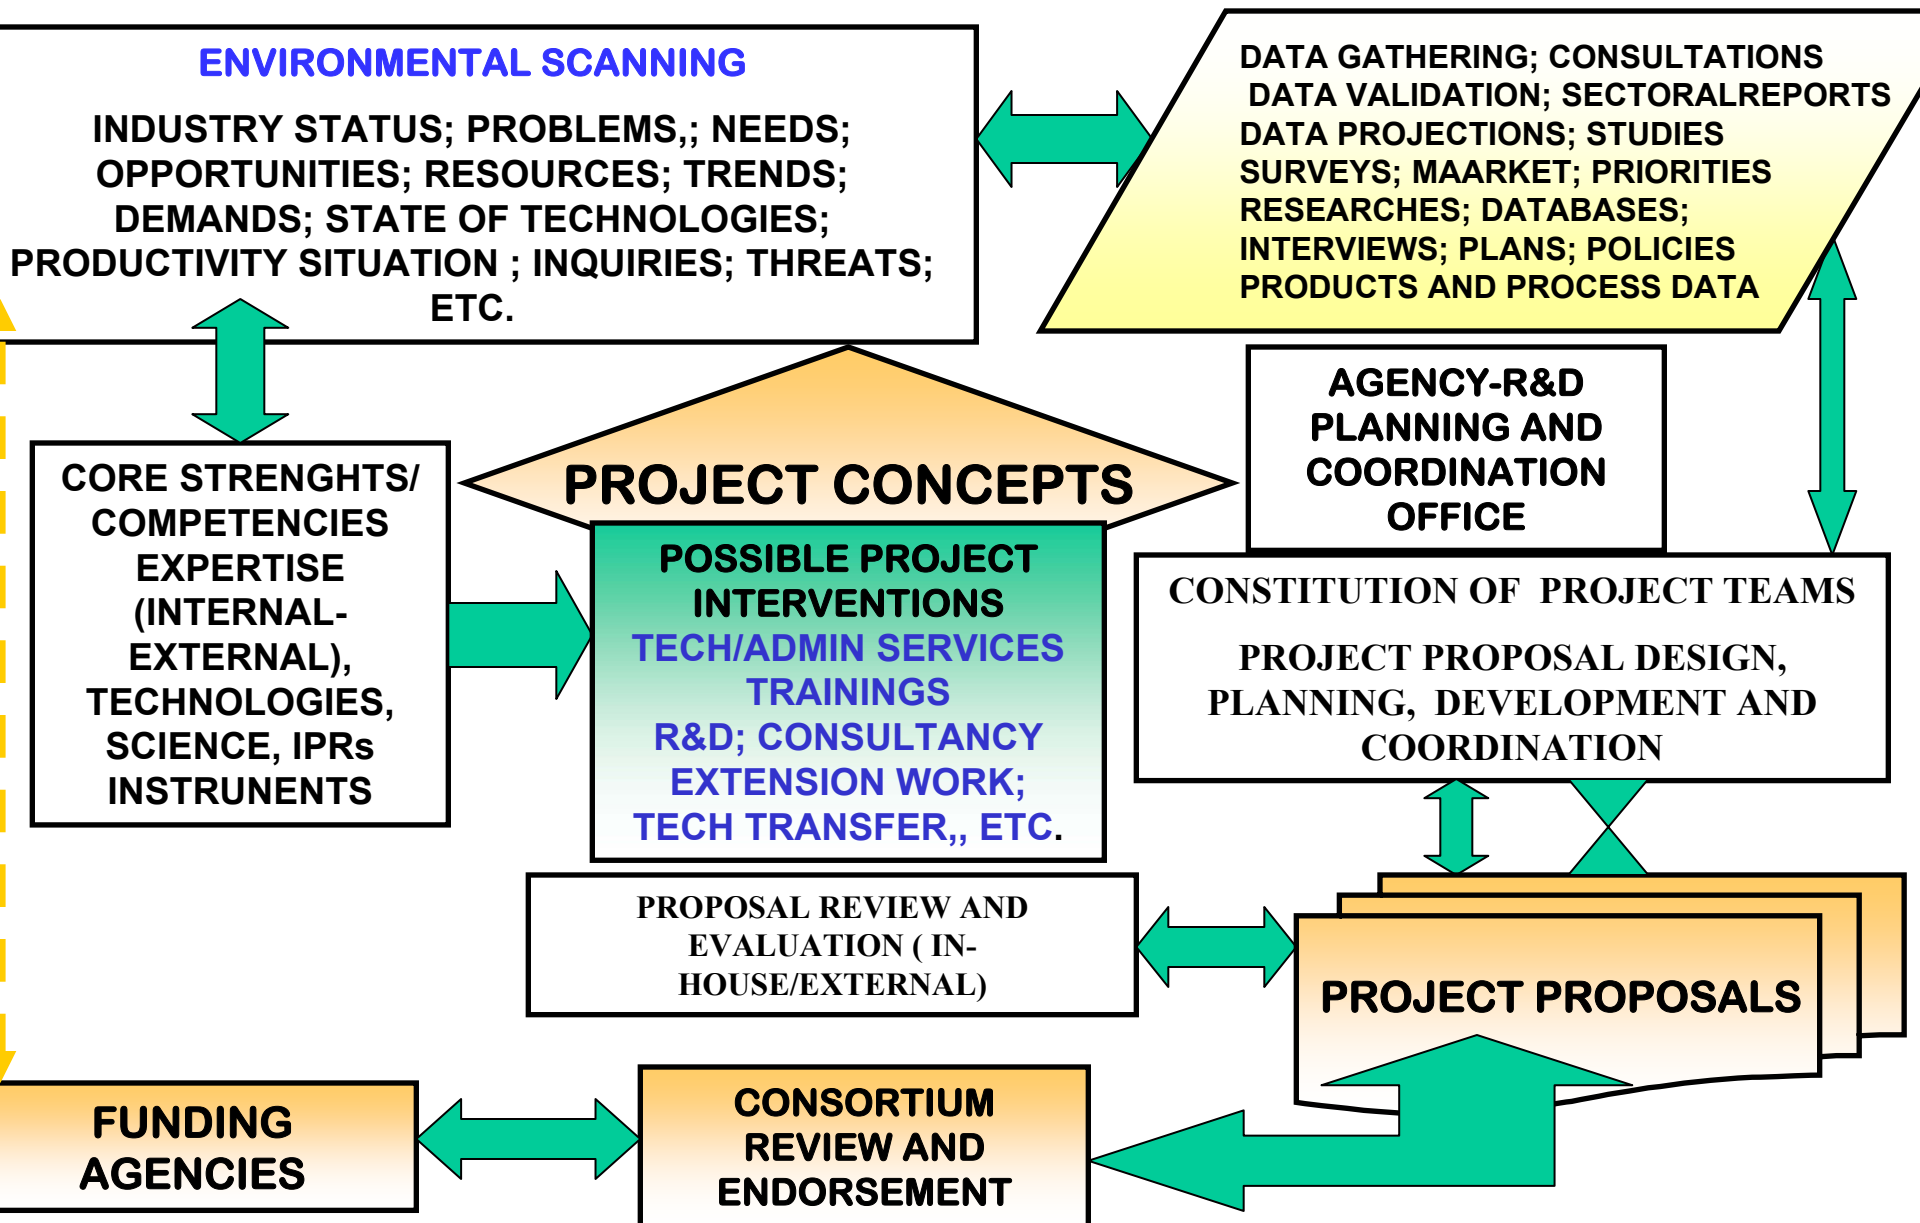 ENVIRONMENTAL SCANNING
INDUSTRY STATUS; PROBLEMS,; NEEDS;
OPPORTUNITIES; RESOURCES; TRENDS;
DEMANDS; STATE OF TECHNOLOGIES;
PRODUCTIVITY SITUATION ; INQUIRIES; THREATS;
ETC.
DATA GATHERING; CONSULTATIONS
DATA VALIDATION; SECTORALREPORTS
DATA PROJECTIONS; STUDIES
SURVEYS; MAARKET; PRIORITIES
RESEARCHES; DATABASES;
INTERVIEWS; PLANS; POLICIES
PRODUCTS AND PROCESS DATA
AGENCY-R&D
PLANNING AND
COORDINATION
OFFICE
PROJECT CONCEPTS
CORE STRENGHTS/
COMPETENCIES
EXPERTISE
(INTERNAL-
EXTERNAL),
TECHNOLOGIES,
SCIENCE, IPRs
INSTRUNENTS
POSSIBLE PROJECT
INTERVENTIONS
TECH/ADMIN SERVICES
TRAININGS
R&D; CONSULTANCY
EXTENSION WORK;
TECH TRANSFER,, ETC.
CONSTITUTION OF PROJECT TEAMS
PROJECT PROPOSAL DESIGN,
PLANNING, DEVELOPMENT AND
COORDINATION
PROPOSAL REVIEW AND
EVALUATION ( IN-
HOUSE/EXTERNAL)
PROJECT PROPOSALS
FUNDING
AGENCIES
CONSORTIUM
REVIEW AND
ENDORSEMENT